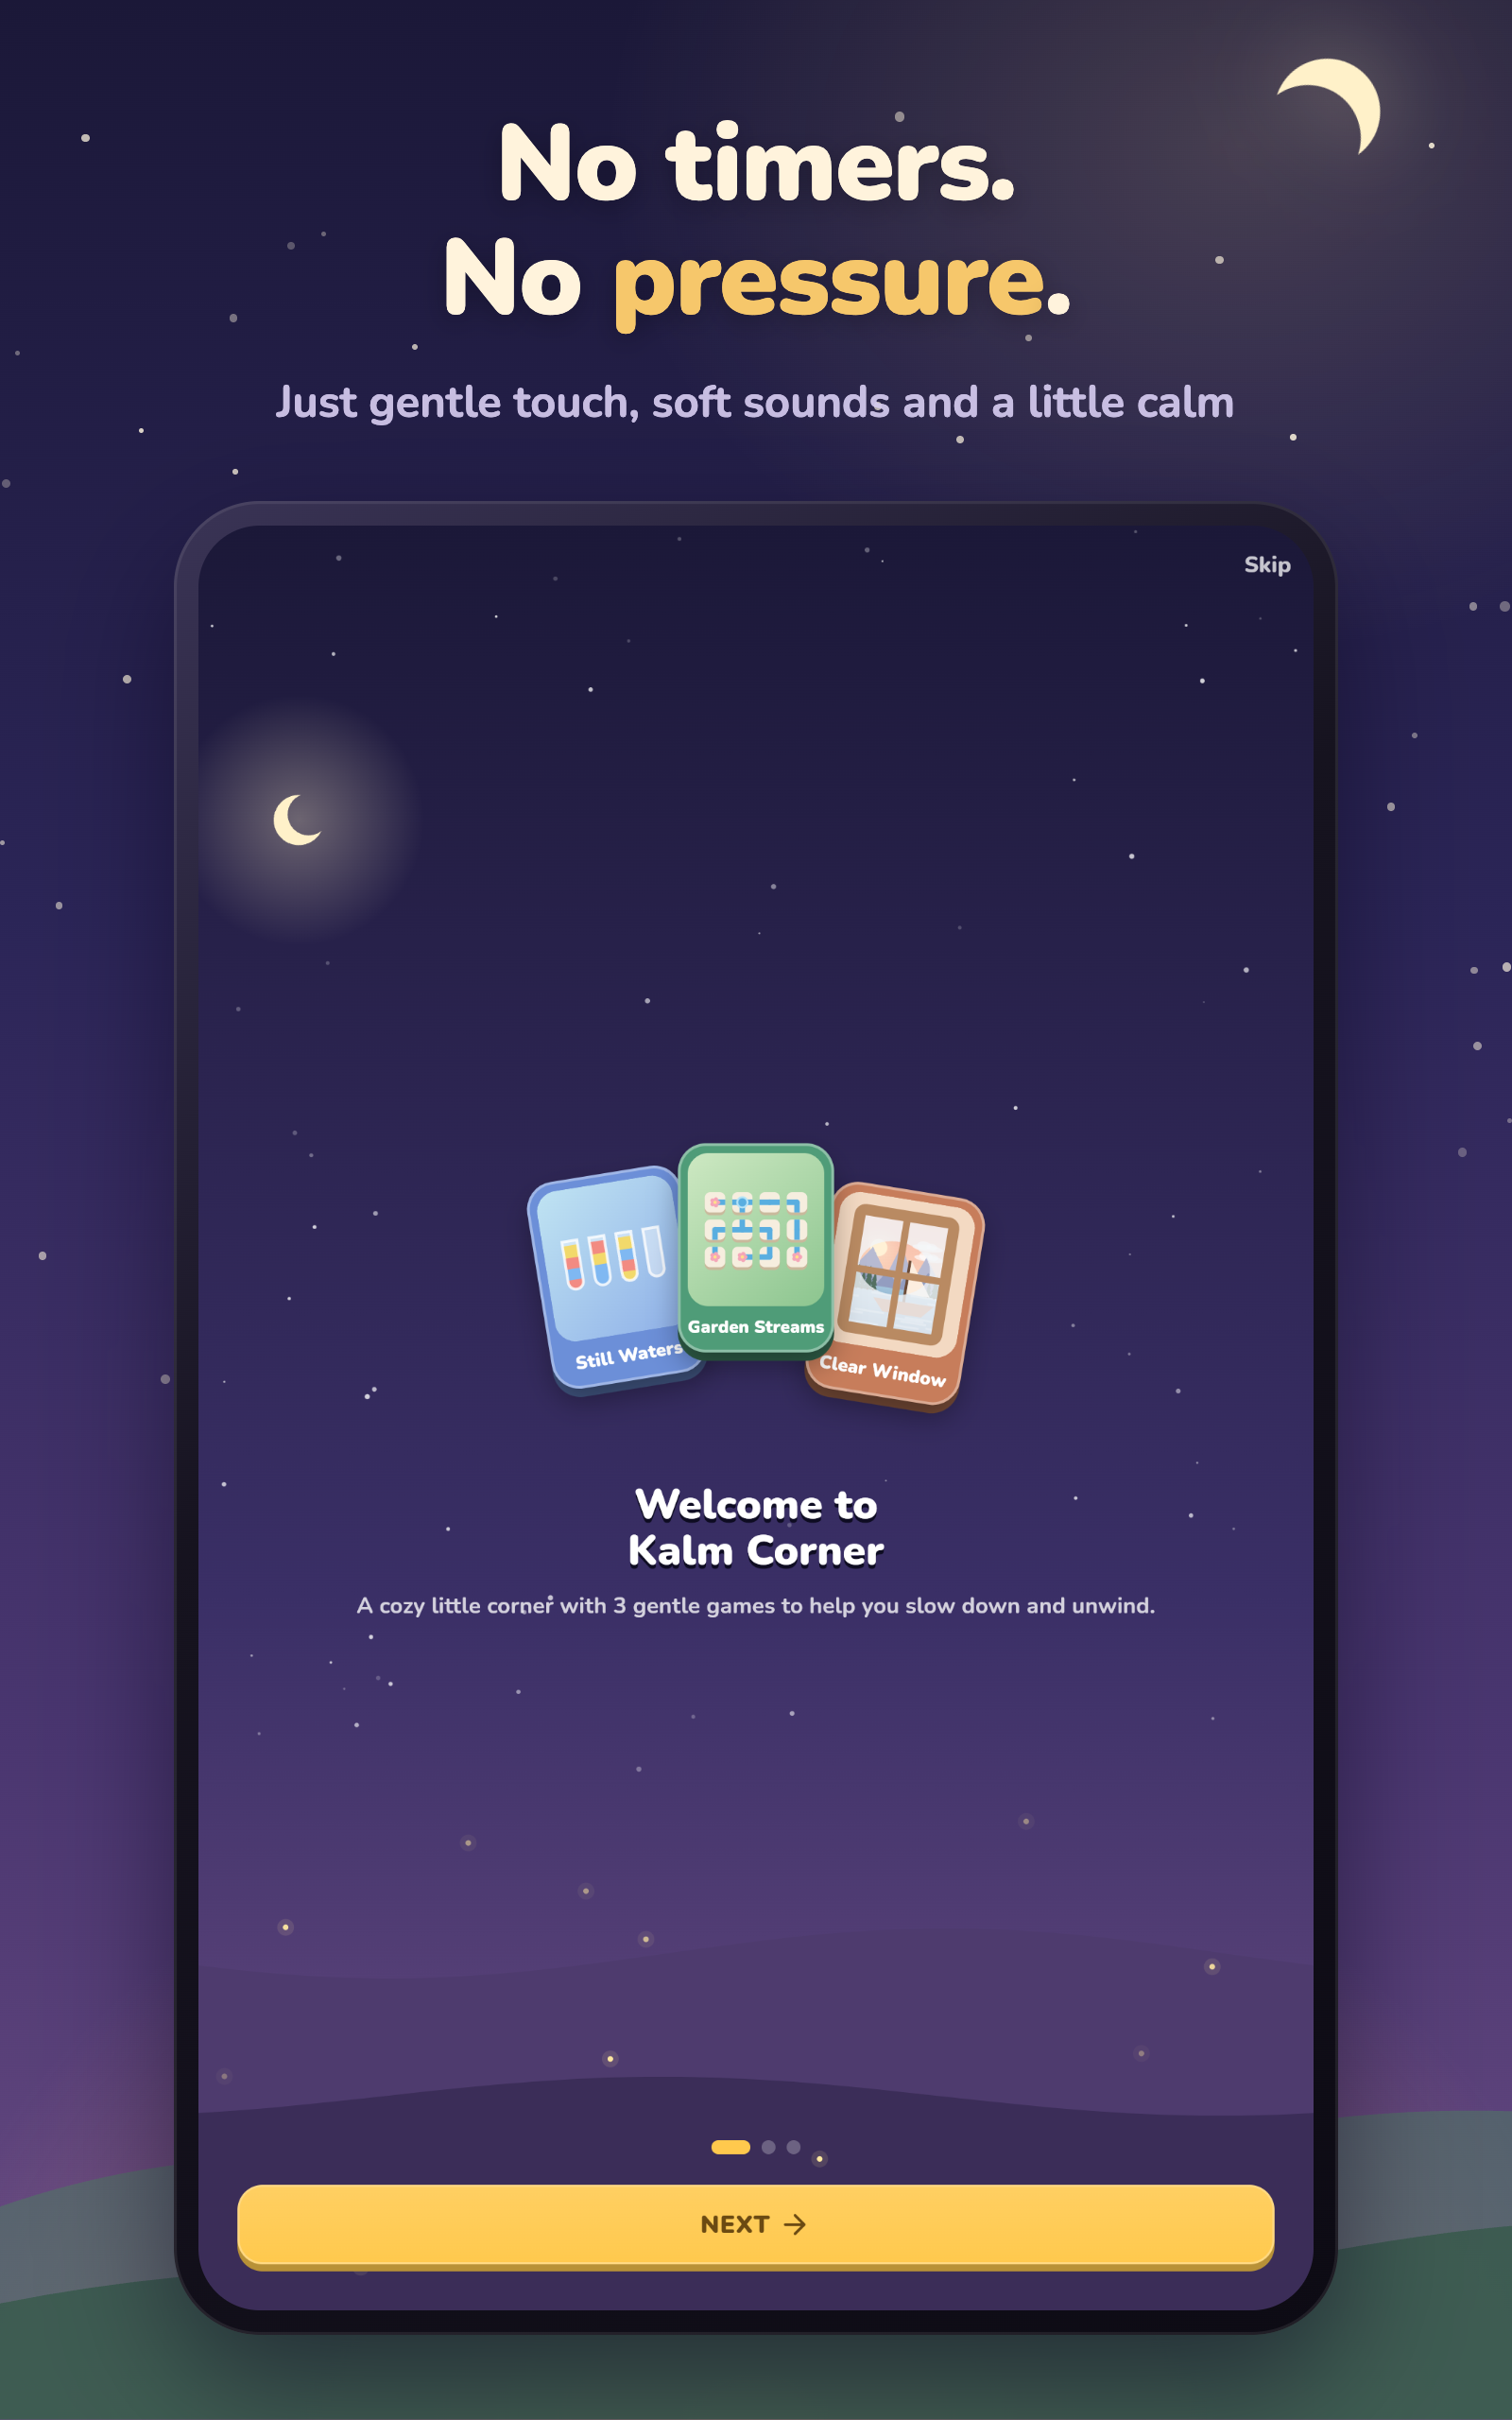 No timers.
No pressure.
Just gentle touch, soft sounds and a little calm
Skip
Still Waters
Garden Streams
Clear Window
Welcome to
Kalm Corner
A cozy little corner with 3 gentle games to help you slow down and unwind.
NEXT →